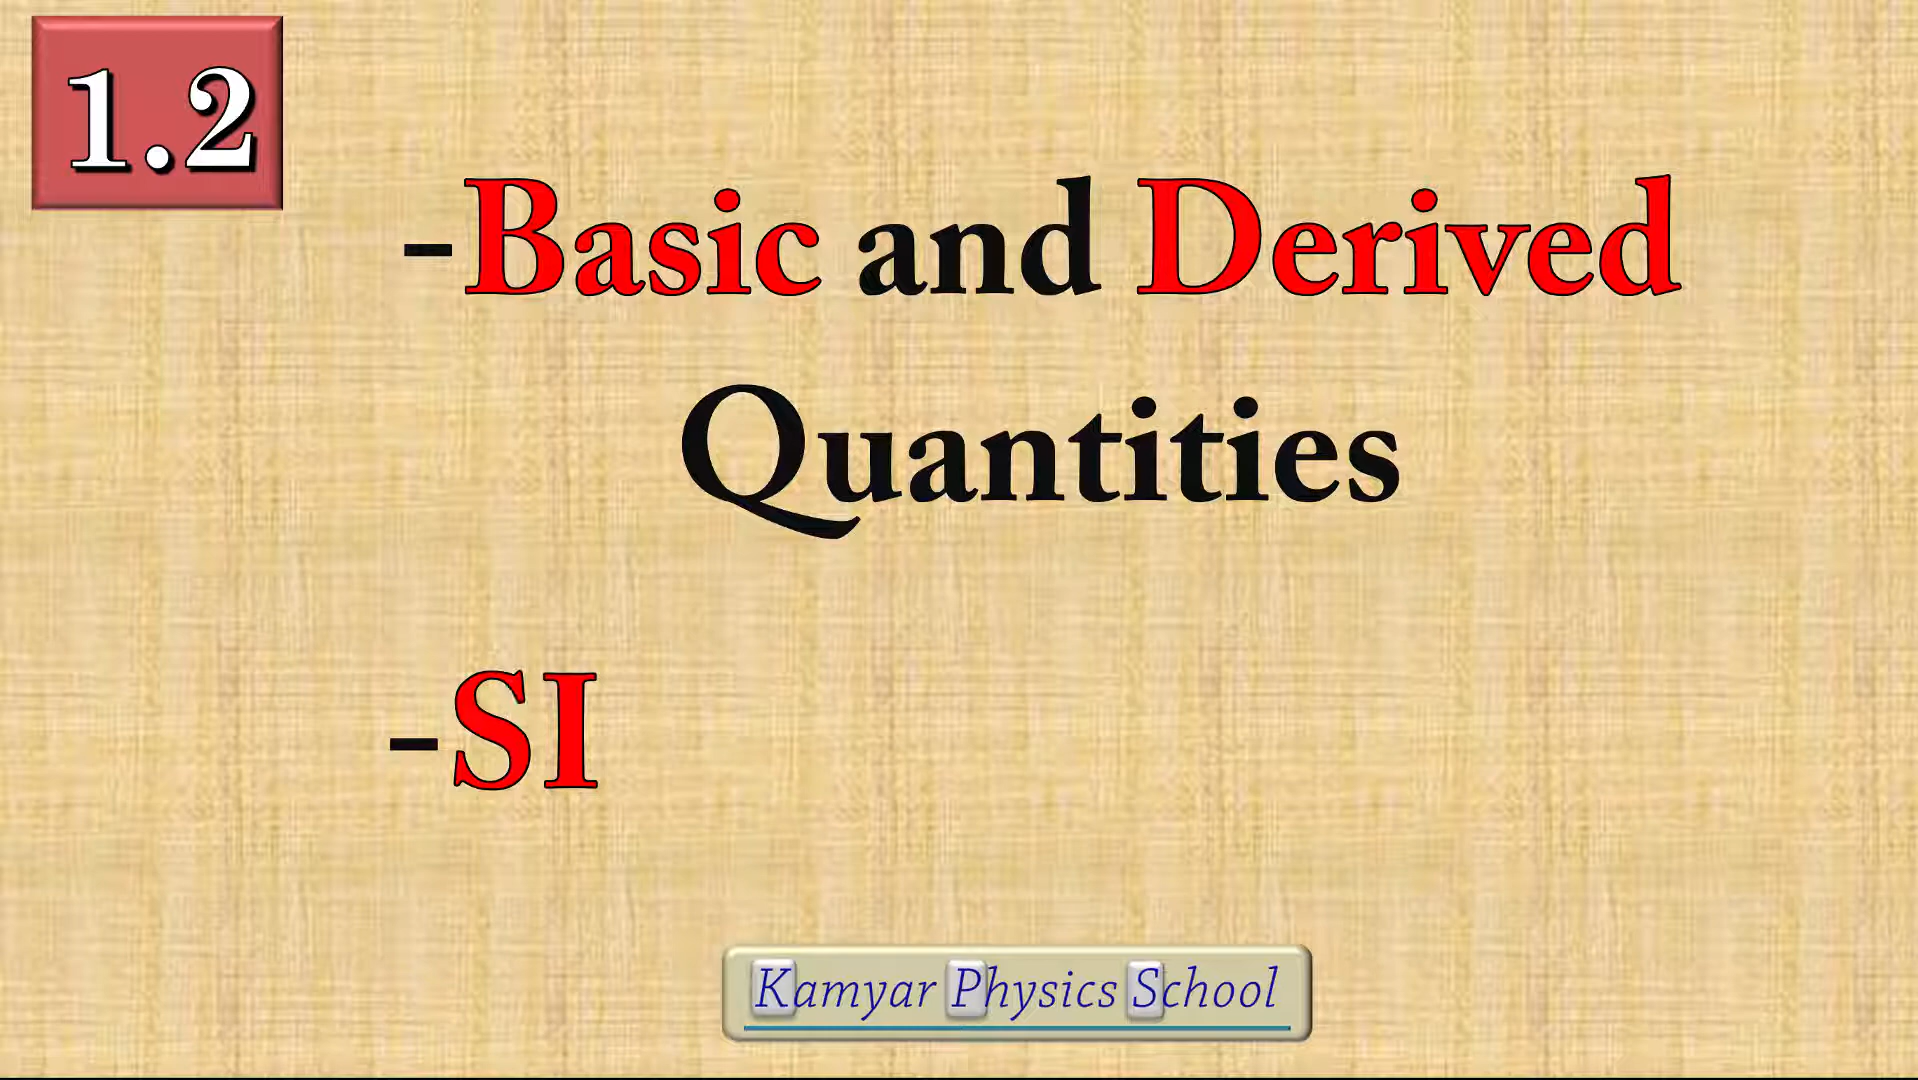 1.2
-Basic and Derived
Quantities
-SI
Kamyar Physics School